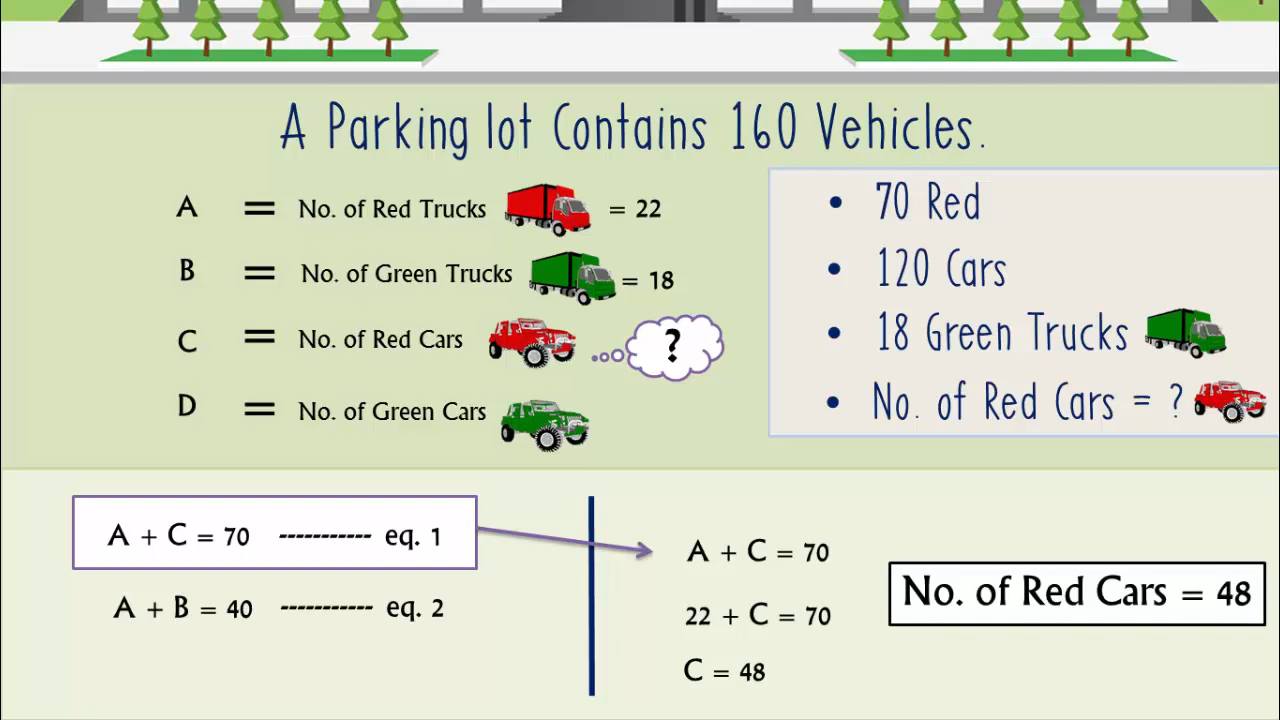 A Parking lot Contains 160 Vehicles.
A = No. of Red Trucks = 22
B = No. of Green Trucks = 18
C = No. of Red Cars ?
D = No. of Green Cars
• 70 Red
• 120 Cars
• 18 Green Trucks
• No. of Red Cars = ?
A + C = 70 ----------- eq. 1
A + B = 40 ----------- eq. 2
A + C = 70
22 + C = 70
C = 48
No. of Red Cars = 48